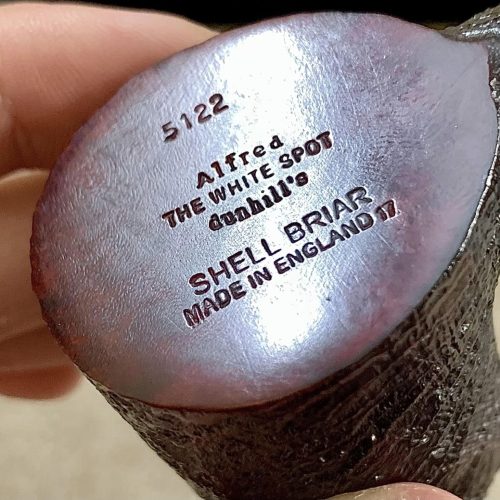 5122
Alfred
THE WHITE SPOT
dunhill's
SHELL BRIAR
MADE IN ENGLAND 17